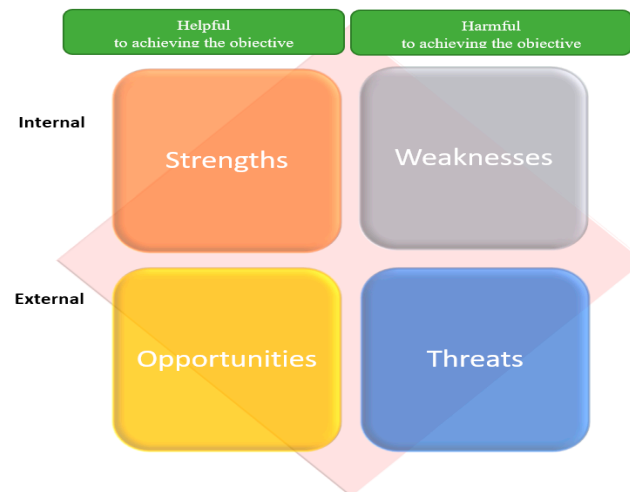 Helpful
to achieving the objective
Harmful
to achieving the objective
Internal
Strengths
Weaknesses
External
Opportunities
Threats